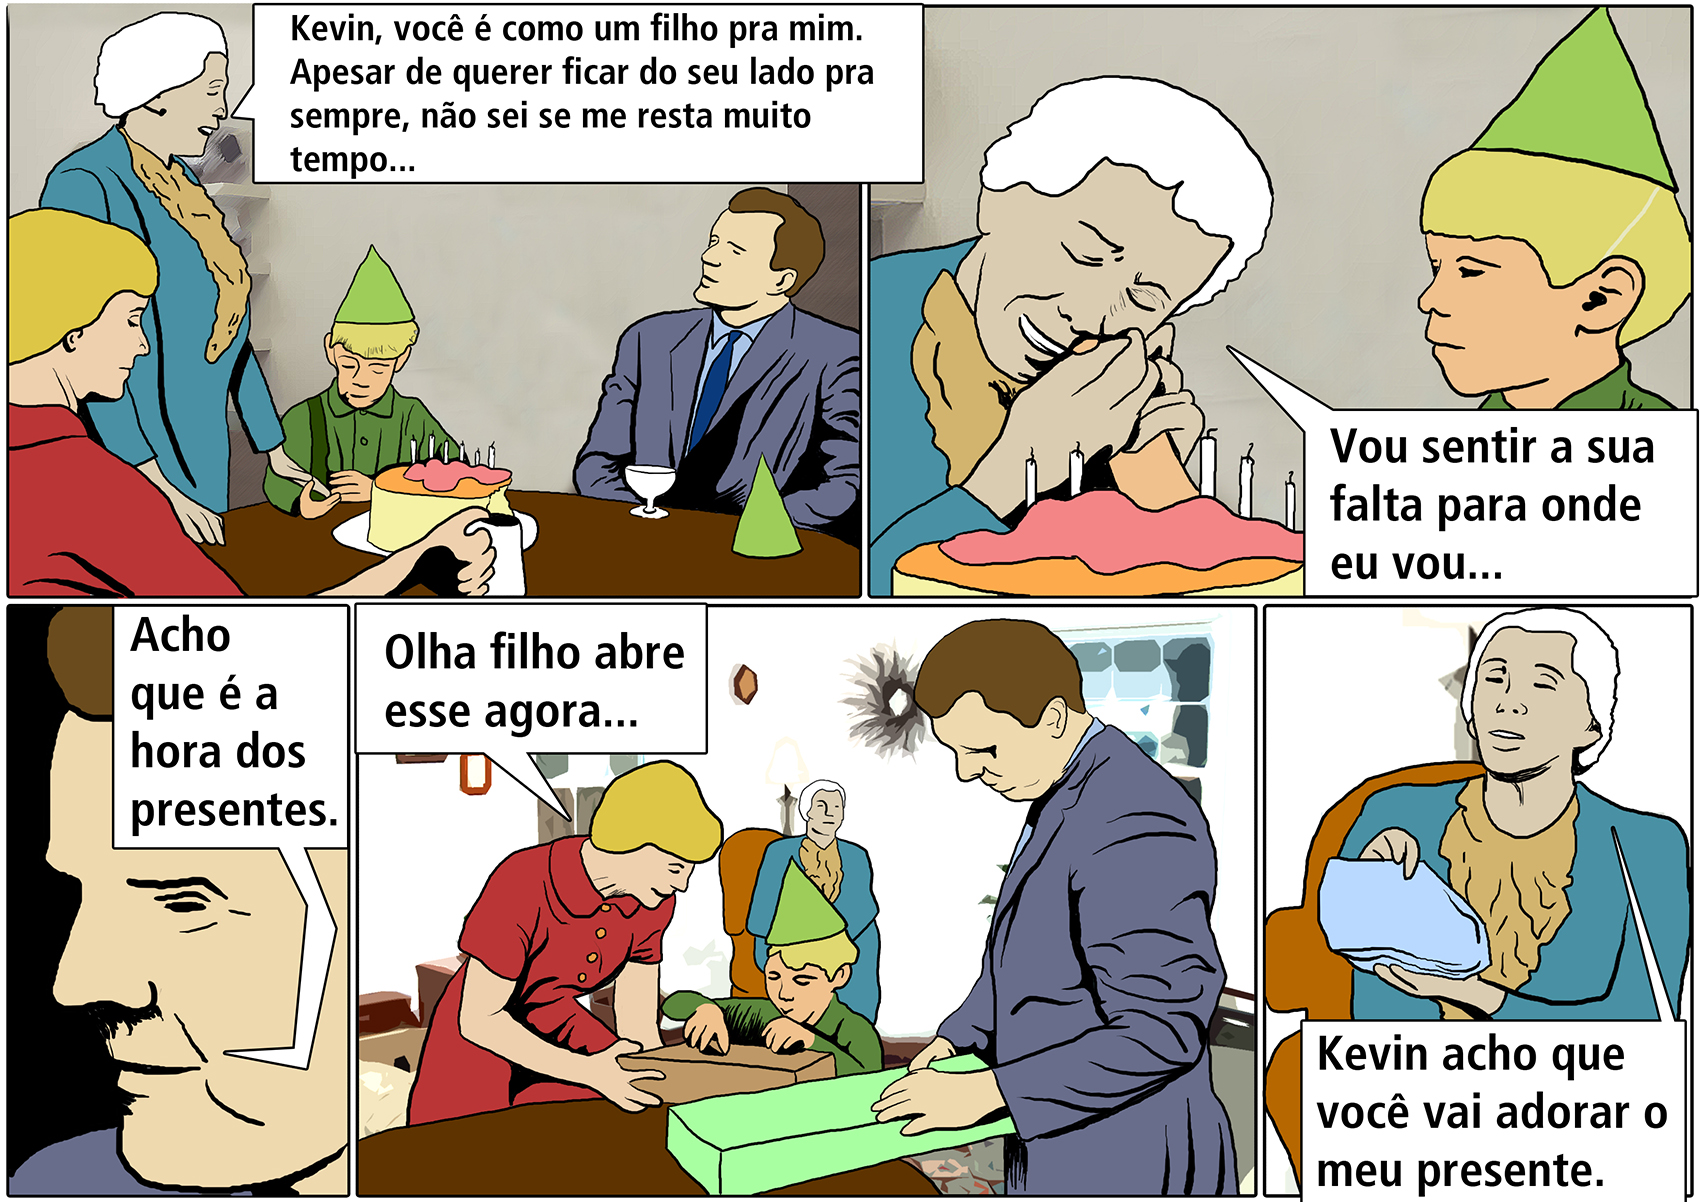 Kevin, você é como um filho pra mim.
Apesar de querer ficar do seu lado pra
sempre, não sei se me resta muito
tempo...
Vou sentir a sua
falta para onde
eu vou...
Acho
que é a
hora dos
presentes.
Olha filho abre
esse agora...
Kevin acho que
você vai adorar o
meu presente.